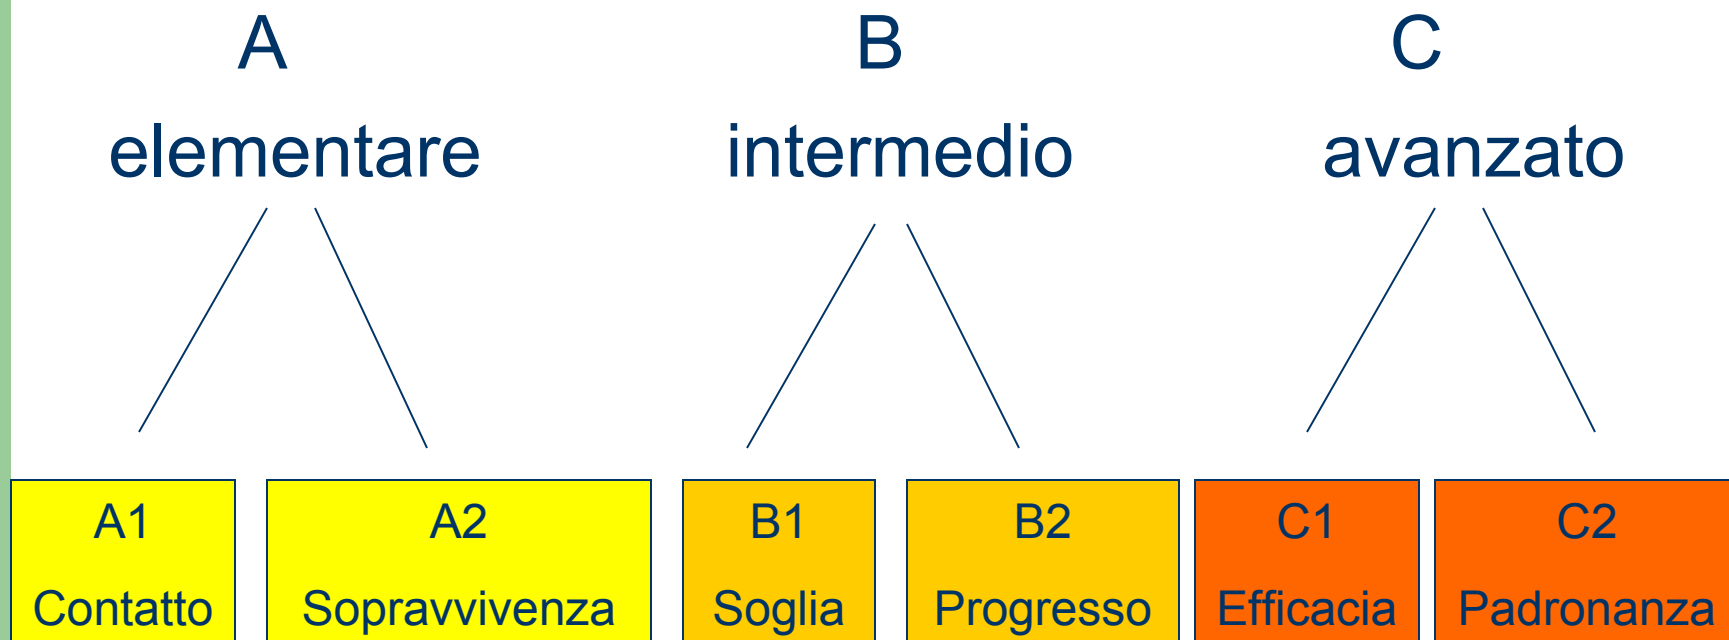 A
elementare
B
intermedio
C
avanzato
A1
Contatto
A2
Sopravvivenza
B1
Soglia
B2
Progresso
C1
Efficacia
C2
Padronanza